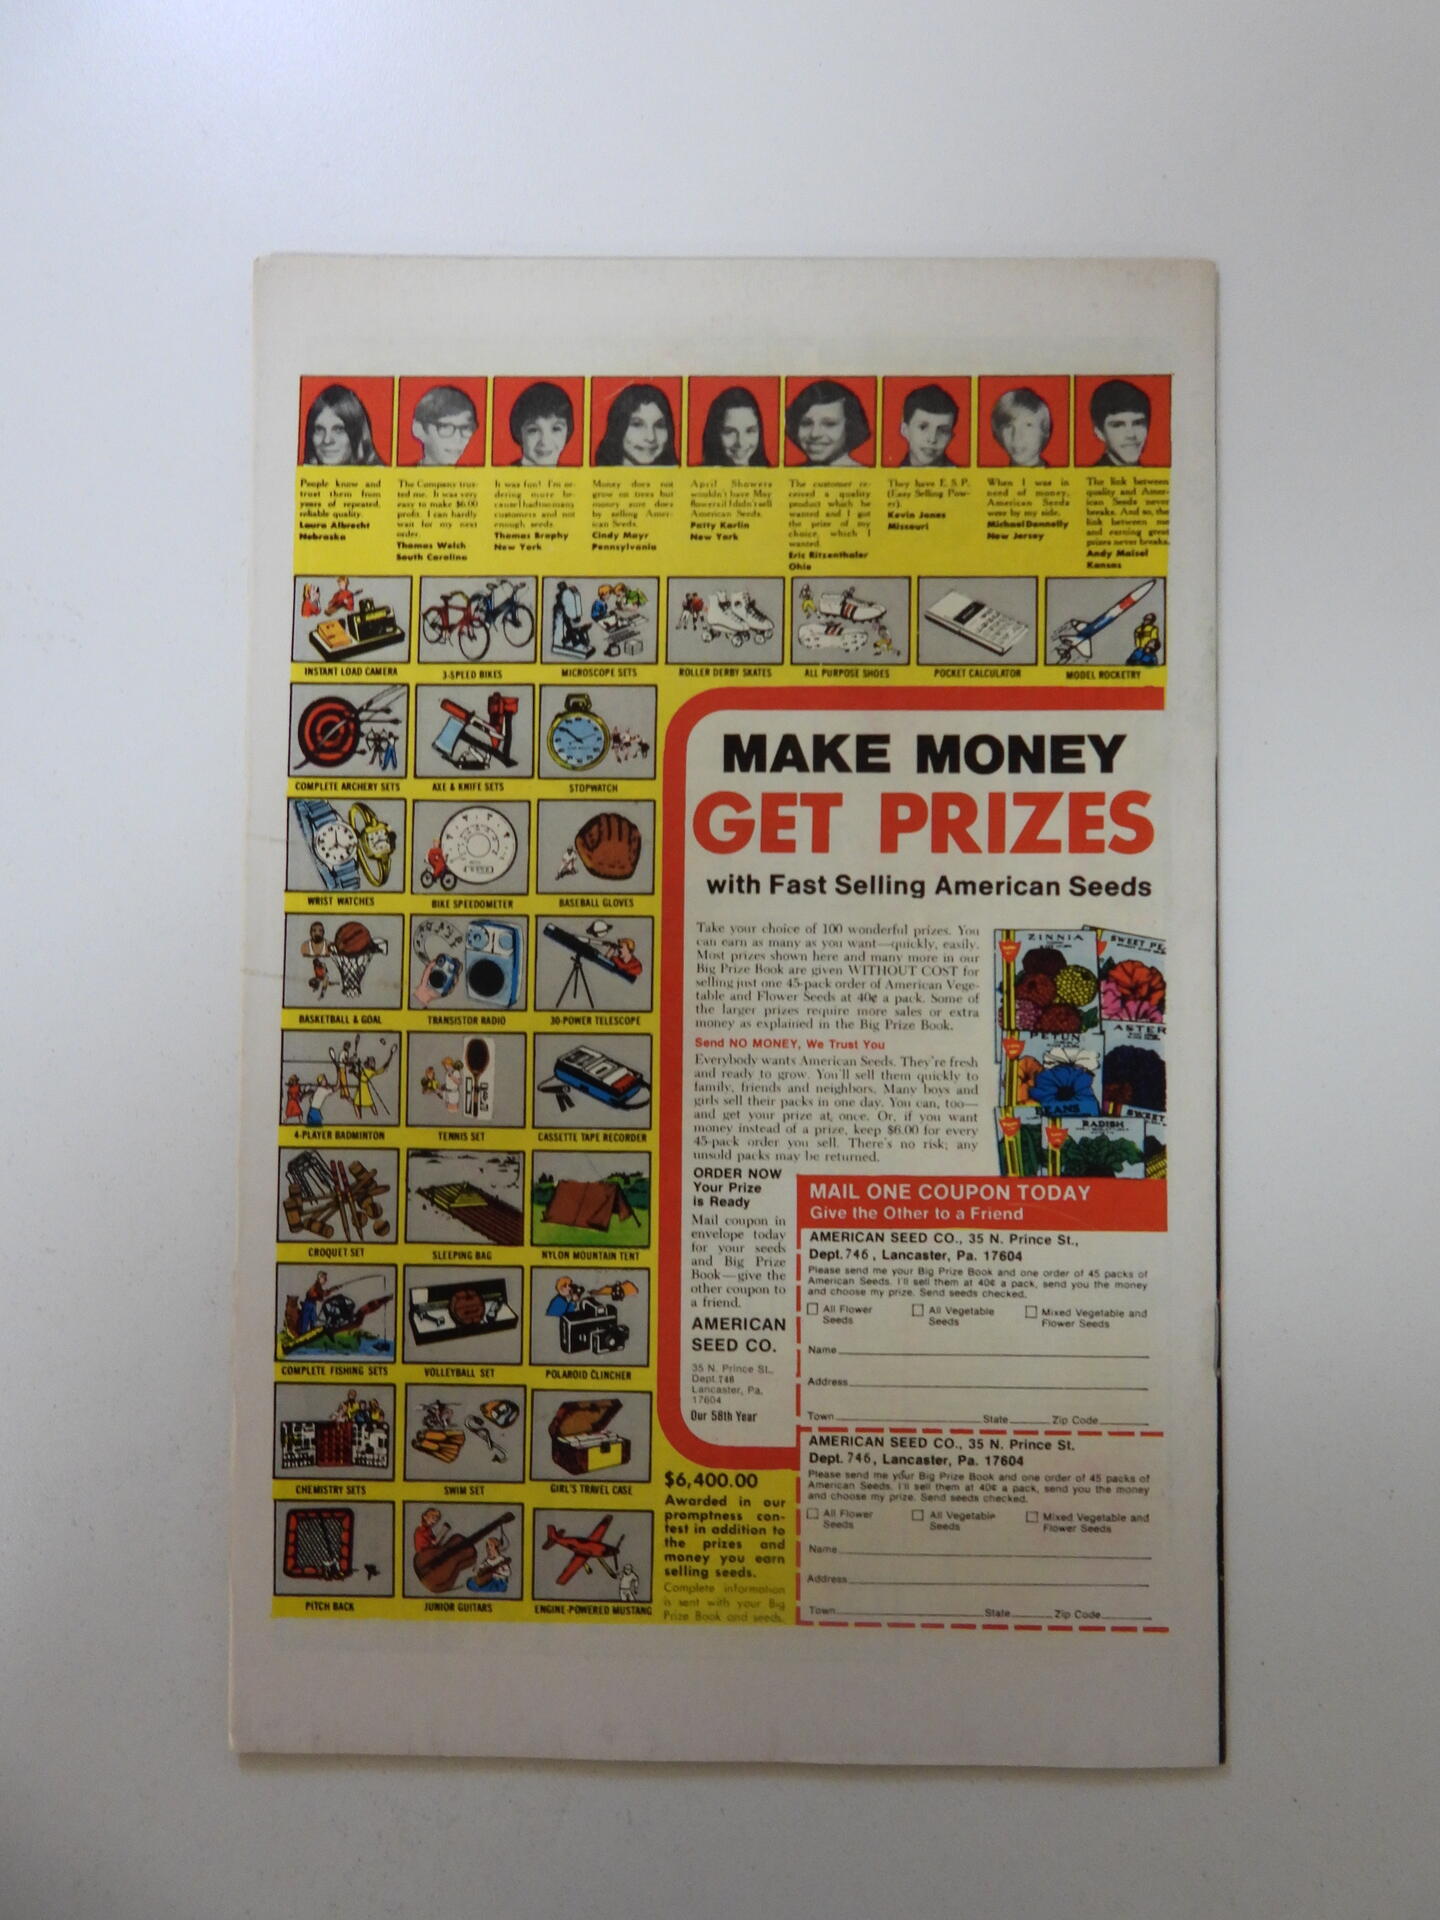 People know and
trust them from
years of repeated,
reliable quality.
Laura Albrecht
Nebraska
The Company trus-
ted me. It was very
easy to make $6.00
profit. I can hardly
wait for my next
order.
Thomas Welch
South Carolina
It was fun! I'm or-
dering more be-
cause I had too many
customers and not
enough seeds.
Thomas Brophy
New York
Money does not
grow on trees but
money sure does
by selling Ameri-
can Seeds.
Cindy Mayr
Pennsylvania
April Showers
wouldn't have May
flowers if I didn't sell
American Seeds.
Patty Karlin
New York
The customer re-
ceived a quality
product which he
wanted and I got
the prize of my
choice, which I
wanted.
Eric Ritzenthaler
Ohio
They have E.S.P.
(Easy Selling Pow-
er).
Kevin Jones
Missouri
When I was in
need of money,
American Seeds
were by my side.
Michael Donnelly
New Jersey
The link between
quality and Amer-
ican Seeds never
breaks. And so, the
link between me
and earning great
prizes never breaks.
Andy Maisel
Kansas
INSTANT LOAD CAMERA
3-SPEED BIKES
MICROSCOPE SETS
ROLLER DERBY SKATES
ALL PURPOSE SHOES
POCKET CALCULATOR
MODEL ROCKETRY
COMPLETE ARCHERY SETS
AXE & KNIFE SETS
STOPWATCH
WRIST WATCHES
BIKE SPEEDOMETER
BASEBALL GLOVES
BASKETBALL & GOAL
TRANSISTOR RADIO
30-POWER TELESCOPE
4-PLAYER BADMINTON
TENNIS SET
CASSETTE TAPE RECORDER
CROQUET SET
SLEEPING BAG
NYLON MOUNTAIN TENT
COMPLETE FISHING SETS
VOLLEYBALL SET
POLAROID CLINCHER
CHEMISTRY SETS
SWIM SET
GIRL'S TRAVEL CASE
PITCH BACK
JUNIOR GUITARS
ENGINE-POWERED MUSTANG
MAKE MONEY
GET PRIZES
with Fast Selling American Seeds
Take your choice of 100 wonderful prizes. You
can earn as many as you want—quickly, easily.
Most prizes shown here and many more in our
Big Prize Book are given WITHOUT COST for
selling just one 45-pack order of American Vege-
table and Flower Seeds at 40¢ a pack. Some of
the larger prizes require more sales or extra
money as explained in the Big Prize Book.
Send NO MONEY, We Trust You
Everybody wants American Seeds. They're fresh
and ready to grow. You'll sell them quickly to
family, friends and neighbors. Many boys and
girls sell their packs in one day. You can, too—
and get your prize at once. Or, if you want
money instead of a prize, keep $6.00 for every
45-pack order you sell. There's no risk; any
unsold packs may be returned.
ZINNIA
SWEET PE
PETUN
ASTER
BEANS
SWEET
RADISH
ORDER NOW
Your Prize
is Ready
Mail coupon in
envelope today
for your seeds
and Big Prize
Book—give the
other coupon to
a friend.
AMERICAN
SEED CO.
35 N. Prince St.,
Dept. 746
Lancaster, Pa.
17604
Our 58th Year
$6,400.00
Awarded in our
promptness con-
test in addition to
the prizes and
money you earn
selling seeds.
Complete information
is sent with your Big
Prize Book and seeds.
MAIL ONE COUPON TODAY
Give the Other to a Friend
AMERICAN SEED CO., 35 N. Prince St.,
Dept. 746, Lancaster, Pa. 17604
Please send me your Big Prize Book and one order of 45 packs of
American Seeds. I'll sell them at 40¢ a pack, send you the money
and choose my prize. Send seeds checked.
All Flower All Vegetable Mixed Vegetable and
Seeds Seeds Flower Seeds
Name
Address
Town State Zip Code
AMERICAN SEED CO., 35 N. Prince St.
Dept. 746, Lancaster, Pa. 17604
Please send me your Big Prize Book and one order of 45 packs of
American Seeds. I'll sell them at 40¢ a pack, send you the money
and choose my prize. Send seeds checked.
All Flower All Vegetable Mixed Vegetable and
Seeds Seeds Flower Seeds
Name
Address
Town State Zip Code